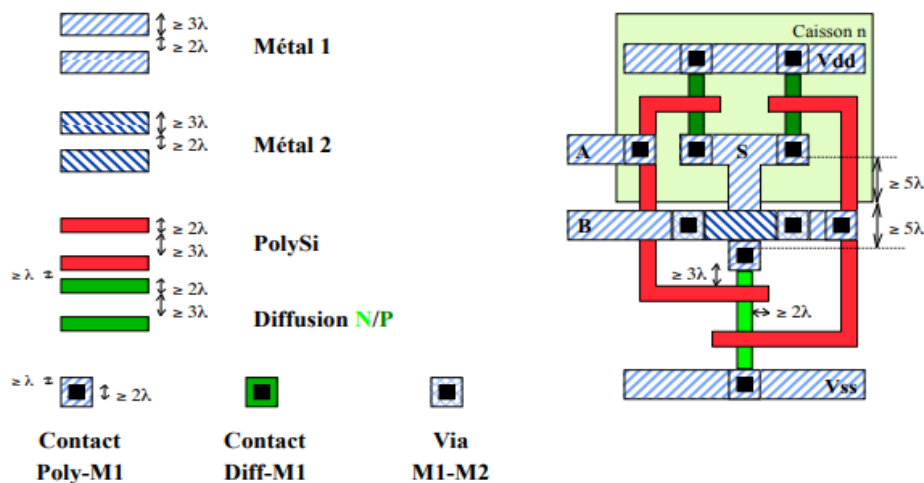 ≥ 3λ
≥ 2λ
Métal 1
≥ 3λ
≥ 2λ
Métal 2
≥ 2λ
≥ 3λ
PolySi
≥ λ
≥ 2λ
≥ 3λ
Diffusion N/P
≥ λ
≥ 2λ
Contact
Poly-M1
Contact
Diff-M1
Via
M1-M2
Caisson n
Vdd
A
S
≥ 5λ
B
≥ 5λ
≥ 3λ
≥ 2λ
Vss